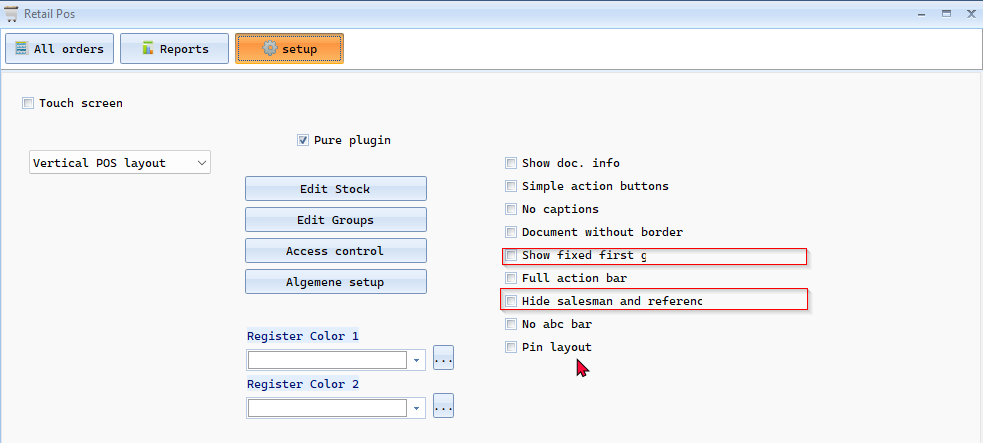 Retail Pos
All orders
Reports
setup
Touch screen
Pure plugin
Vertical POS layout
Edit Stock
Edit Groups
Access control
Algemene setup
Register Color 1
...
Register Color 2
...
Show doc. info
Simple action buttons
No captions
Document without border
Show fixed first g
Full action bar
Hide salesman and referenc
No abc bar
Pin layout